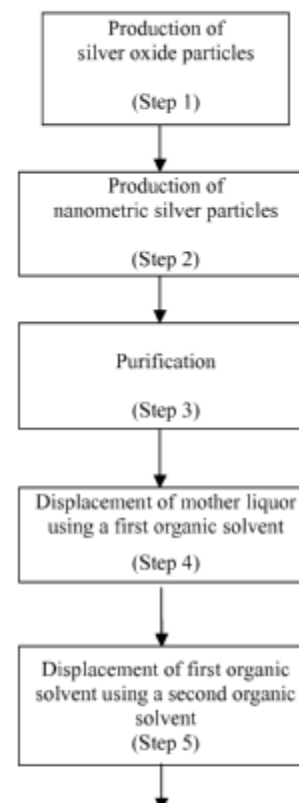 Production of
silver oxide particles
(Step 1)
Production of
nanometric silver particles
(Step 2)
Purification
(Step 3)
Displacement of mother liquor
using a first organic solvent
(Step 4)
Displacement of first organic
solvent using a second organic
solvent
(Step 5)